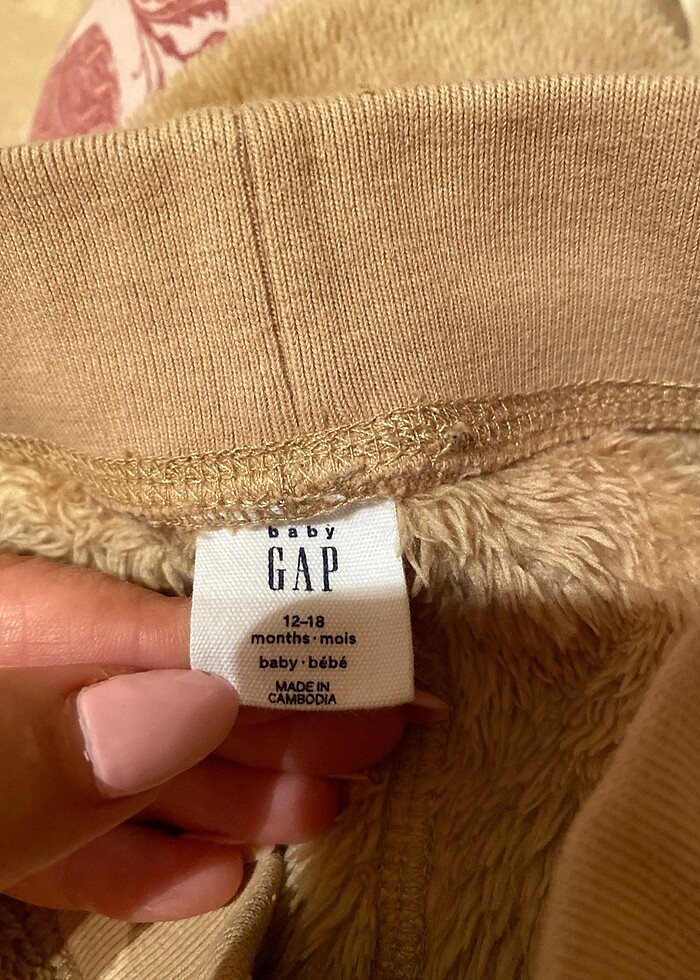 baby
GAP
12–18
months · mois
baby · bébé
MADE IN
CAMBODIA